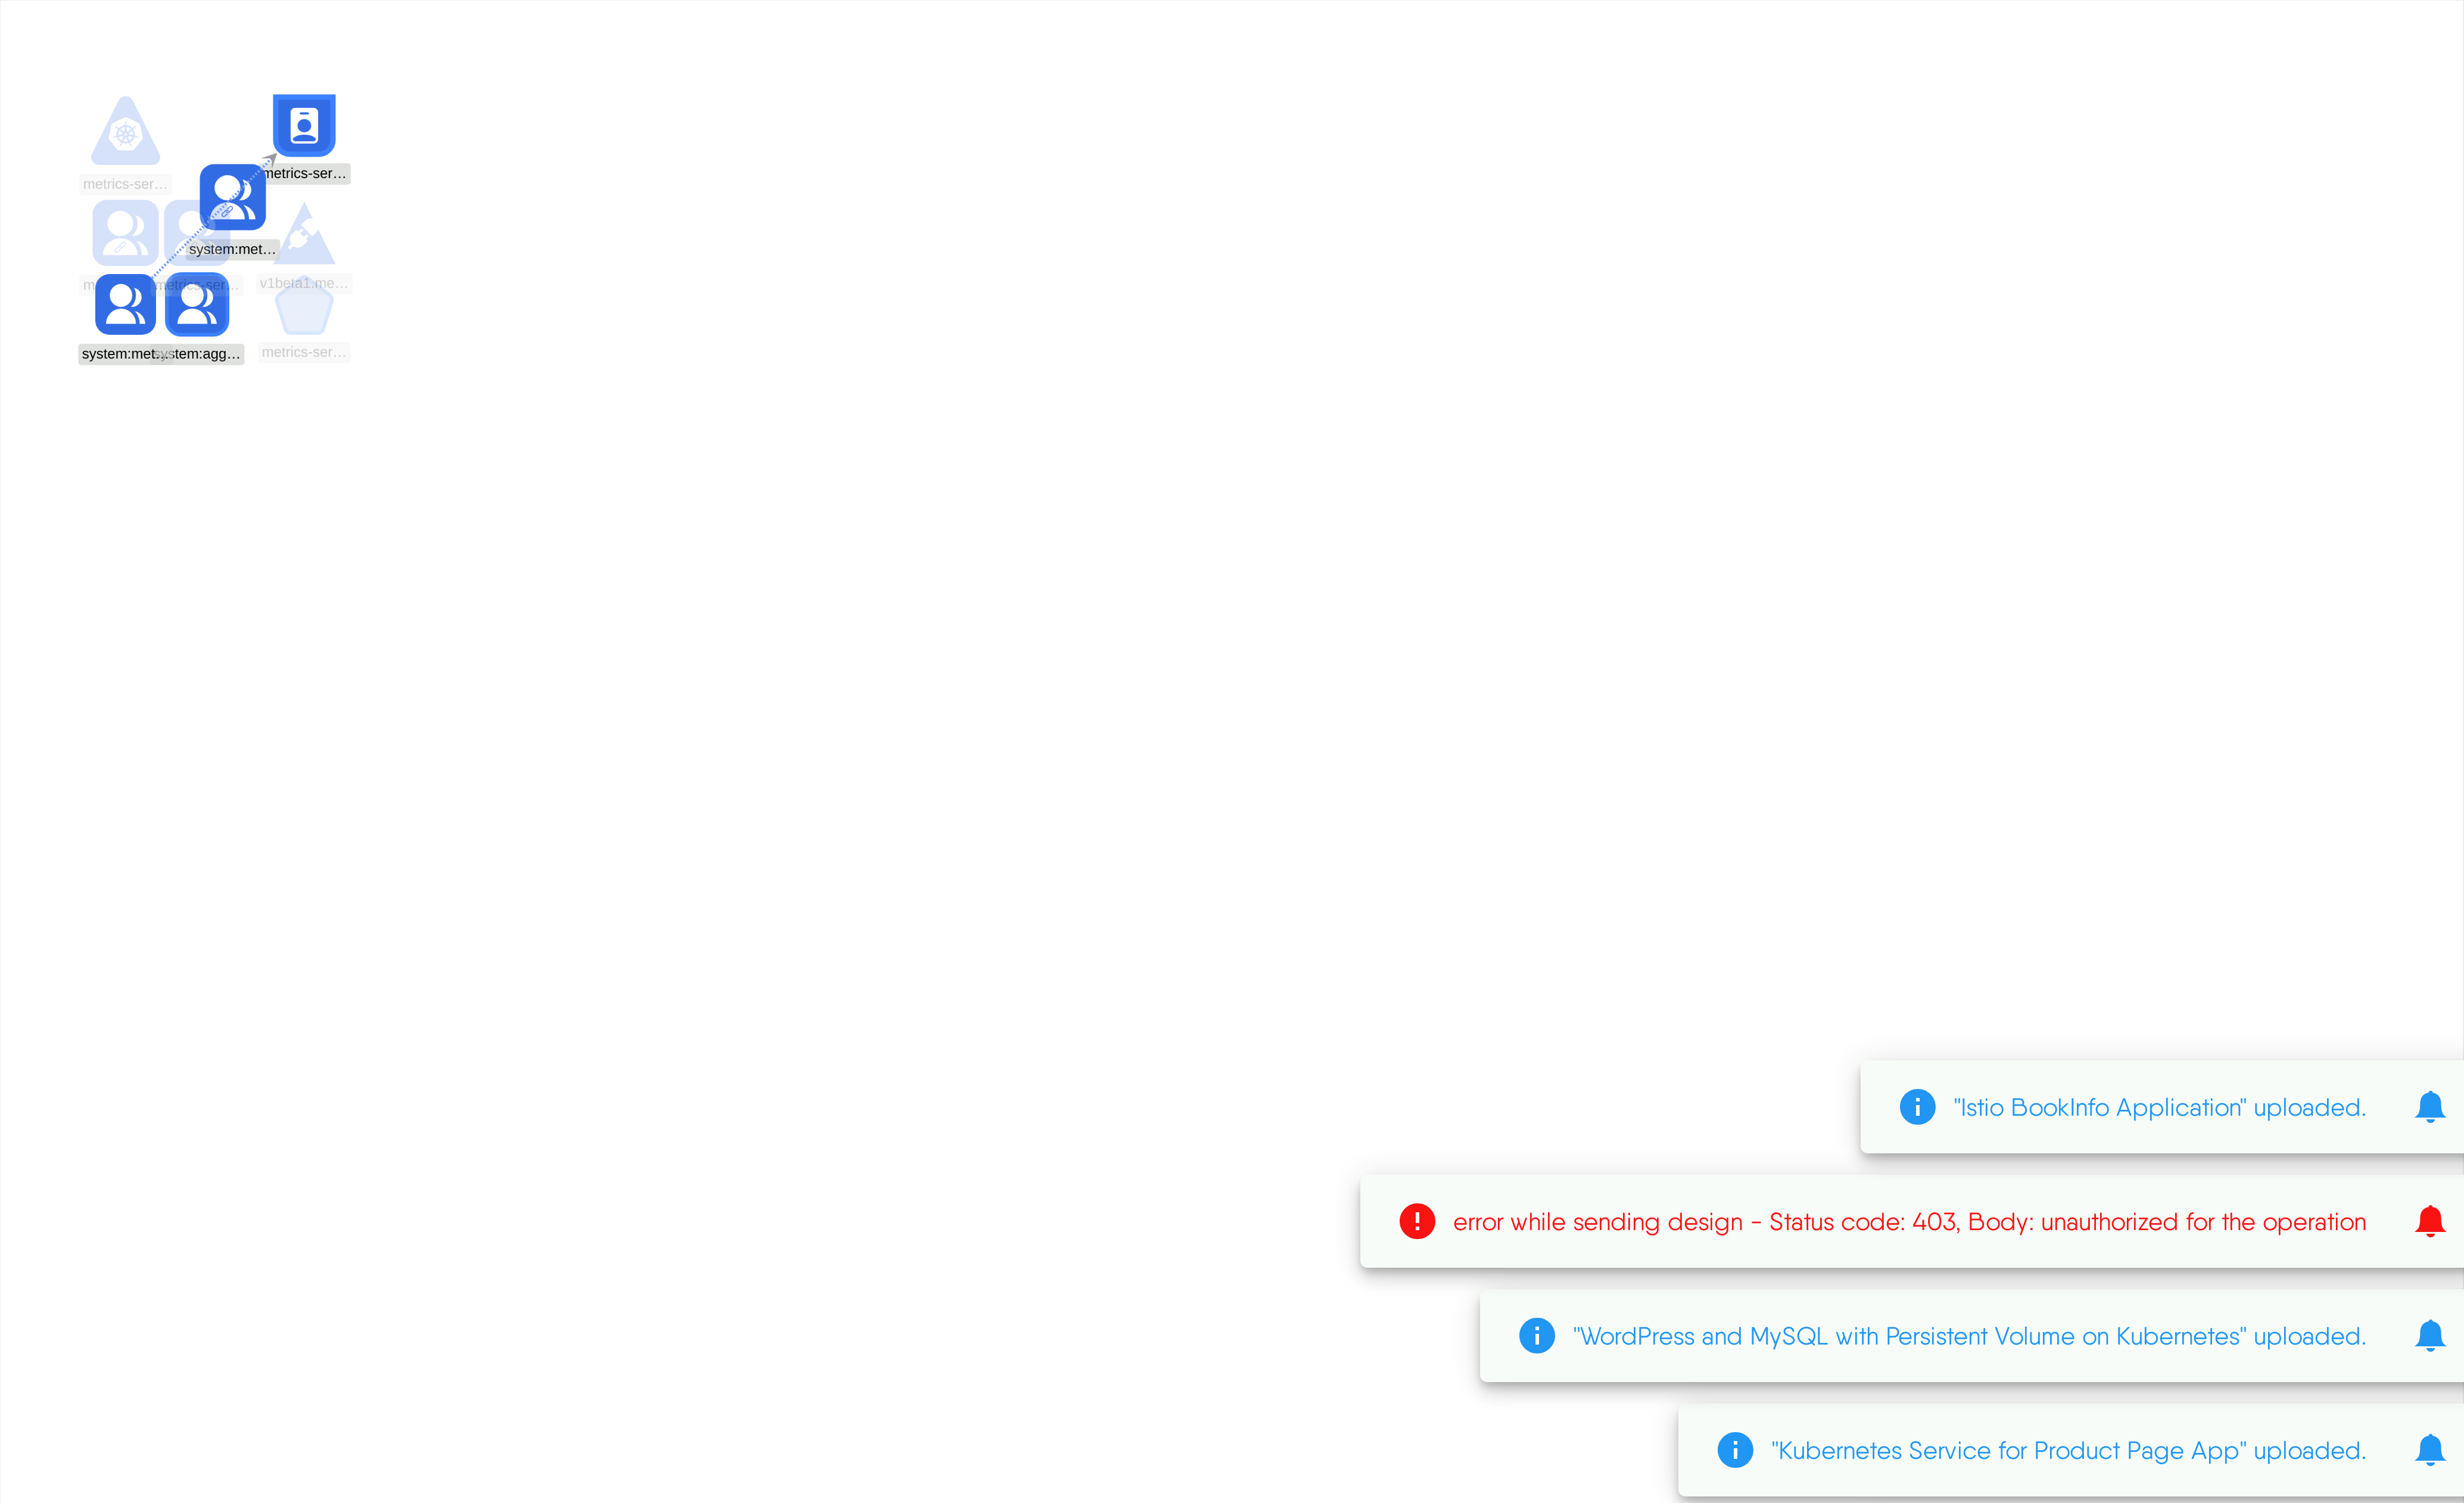 metrics-ser…
metrics-ser…
system:met…
metrics-ser…
v1beta1.me…
system:met…
system:agg…
metrics-ser…
"Istio BookInfo Application" uploaded.
error while sending design - Status code: 403, Body: unauthorized for the operation
"WordPress and MySQL with Persistent Volume on Kubernetes" uploaded.
"Kubernetes Service for Product Page App" uploaded.